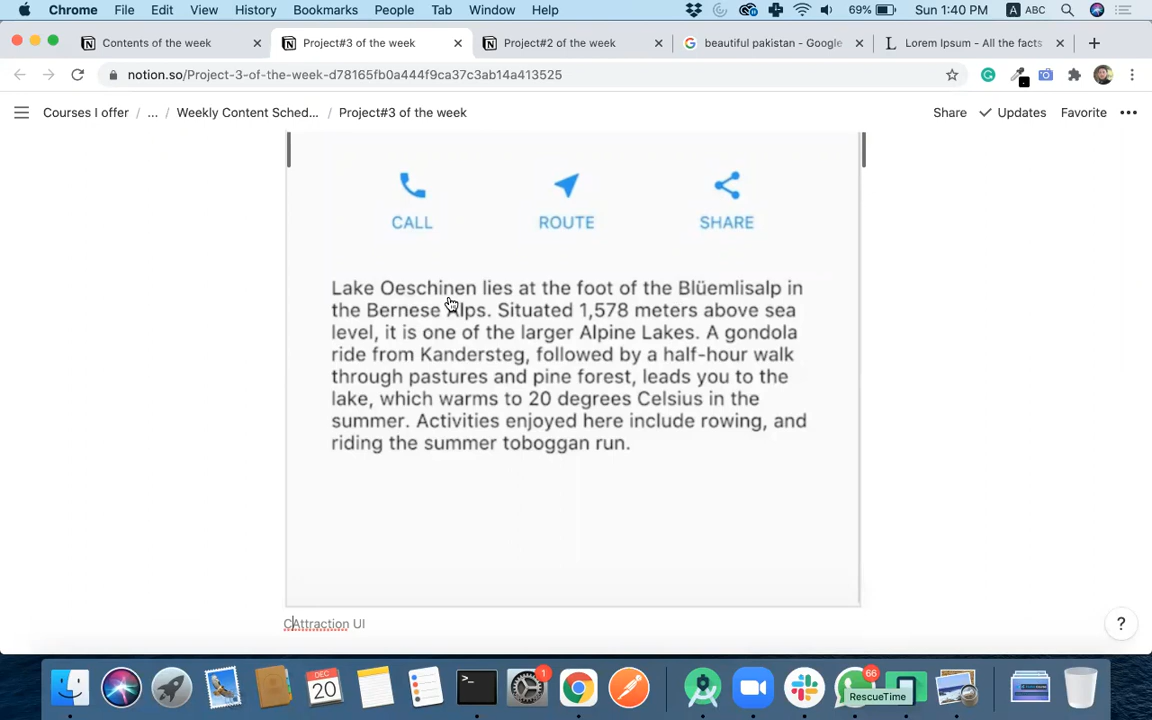 Chrome File Edit View History Bookmarks People Tab Window Help 69% Sun 1:40 PM A ABC
Contents of the week Project#3 of the week Project#2 of the week beautiful pakistan - Google Lorem Ipsum - All the facts
notion.so/Project-3-of-the-week-d78165fb0a444f9ca37c3ab14a413525
Courses I offer / ... / Weekly Content Sched... / Project#3 of the week Share Updates Favorite
CALL ROUTE SHARE
Lake Oeschinen lies at the foot of the Blüemlisalp in
the Bernese Alps. Situated 1,578 meters above sea
level, it is one of the larger Alpine Lakes. A gondola
ride from Kandersteg, followed by a half-hour walk
through pastures and pine forest, leads you to the
lake, which warms to 20 degrees Celsius in the
summer. Activities enjoyed here include rowing, and
riding the summer toboggan run.
CAttraction UI
?
DEC
20
1
66
RescueTime